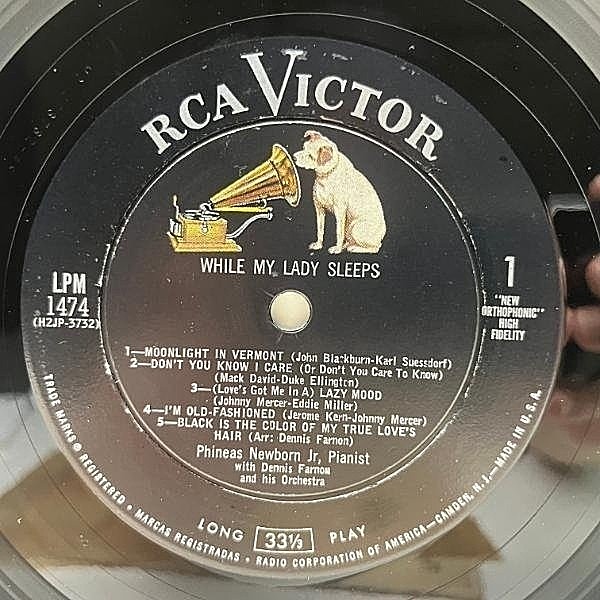 RCA VICTOR
WHILE MY LADY SLEEPS
LPM
1474
(H2JP-3732)
1
"NEW
ORTHOPHONIC"
HIGH
FIDELITY
1—MOONLIGHT IN VERMONT (John Blackburn-Karl Suessdorf)
2—DON'T YOU KNOW I CARE (Or Don't You Care To Know)
(Mack David-Duke Ellington)
3—(Love's Got Me In A) LAZY MOOD
(Johnny Mercer-Eddie Miller)
4—I'M OLD-FASHIONED (Jerome Kern-Johnny Mercer)
5—BLACK IS THE COLOR OF MY TRUE LOVE'S
HAIR (Arr: Dennis Farnon)
Phineas Newborn Jr, Pianist
with Dennis Farnon
and his Orchestra
LONG 33⅓ PLAY
TRADE MARKS ® REGISTERED • MARCAS REGISTRADAS • RADIO CORPORATION OF AMERICA—CAMDEN, N. J.—MADE IN U.S.A.